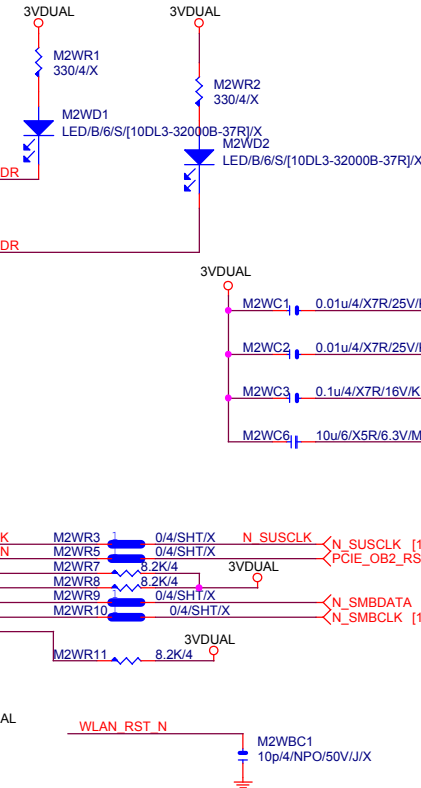 3VDUAL 3VDUAL
M2WR1
330/4/X
M2WR2
330/4/X
M2WD1
LED/B/6/S/[10DL3-32000B-37R]/X
M2WD2
LED/B/6/S/[10DL3-32000B-37R]/X
DR
DR
3VDUAL
M2WC1 0.01u/4/X7R/25V/
M2WC2 0.01u/4/X7R/25V/
M2WC3 0.1u/4/X7R/16V/K
M2WC6 10u/6/X5R/6.3V/M
K M2WR3 1 0/4/SHT/X N_SUSCLK N_SUSCLK [1
N M2WR5 0/4/SHT/X PCIE_OB2_RS
M2WR7 8.2K/4 3VDUAL
M2WR8 8.2K/4
M2WR9 1 0/4/SHT/X N_SMBDATA
M2WR10 0/4/SHT/X N_SMBCLK [1
3VDUAL
M2WR11 8.2K/4
AL
WLAN_RST_N
M2WBC1
10p/4/NPO/50V/J/X